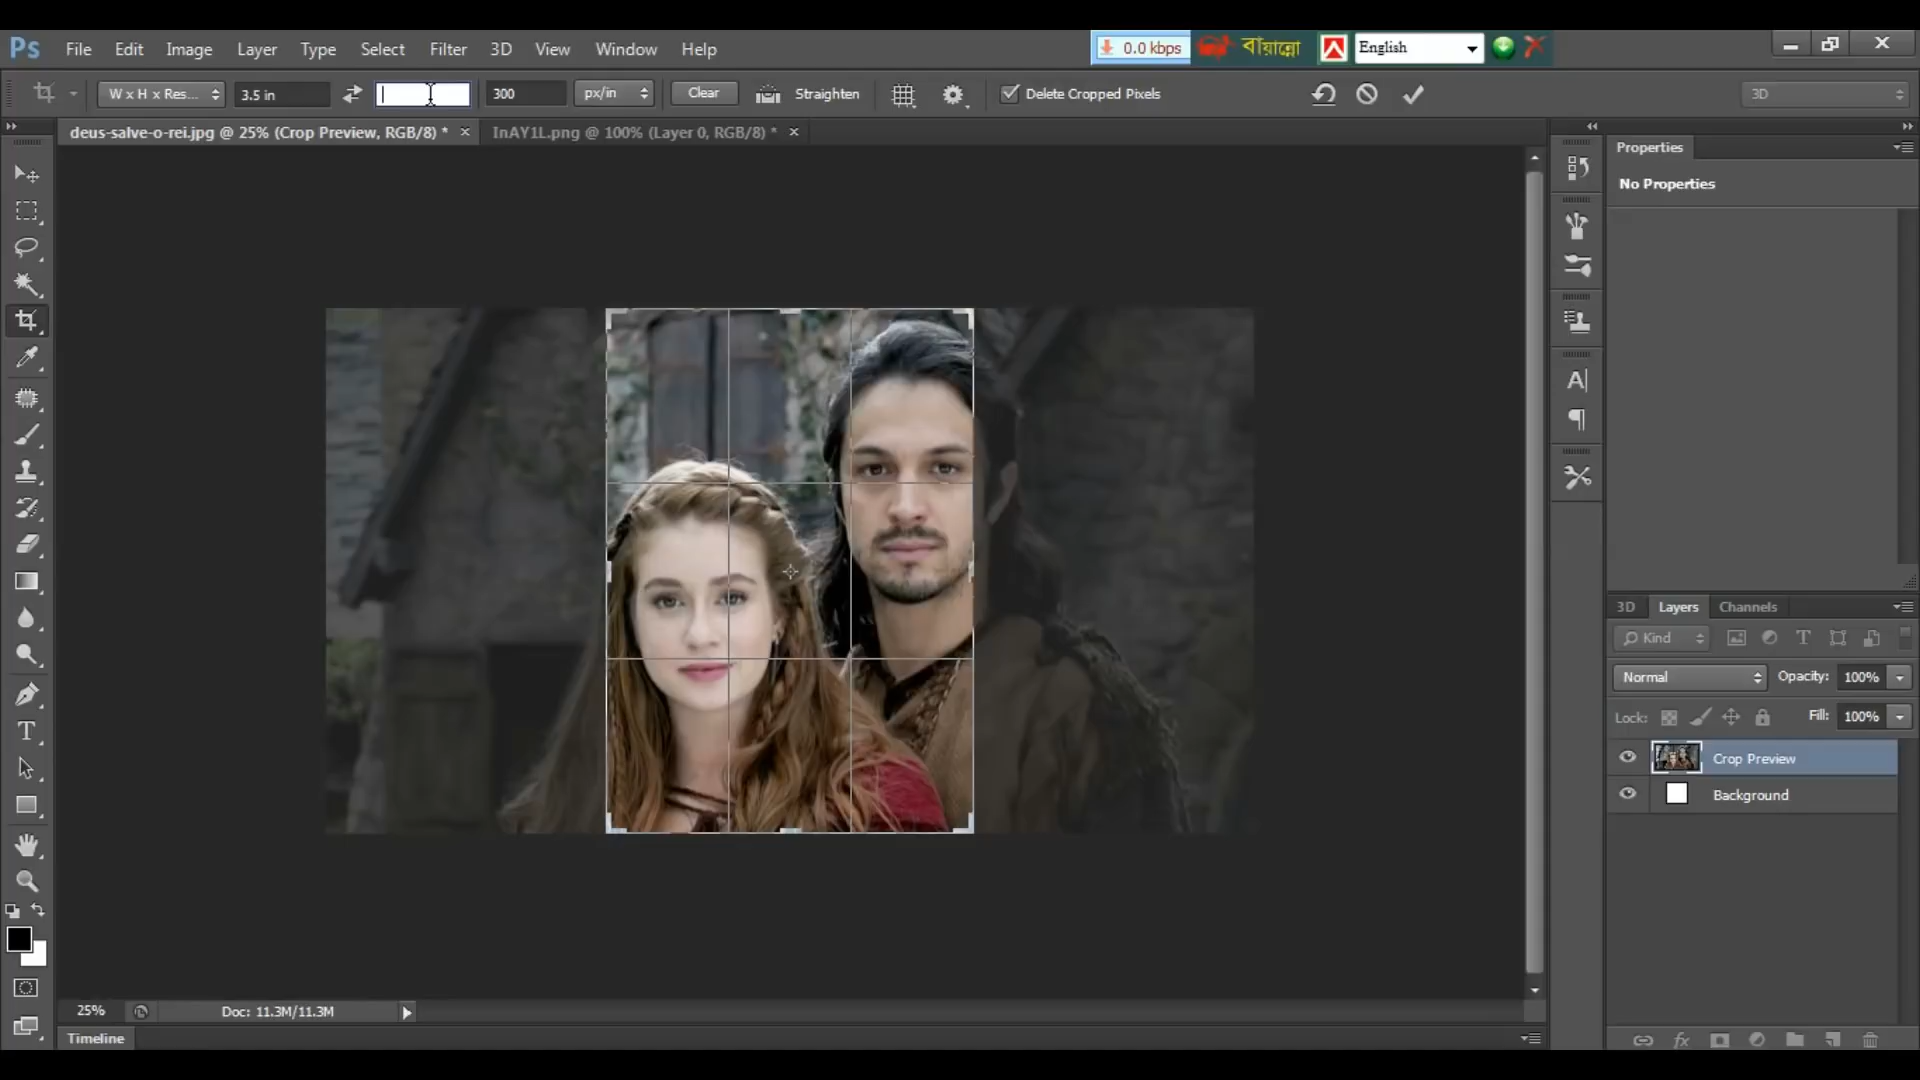 Ps File Edit Image Layer Type Select Filter 3D View Window Help 0.0 kbps বায়ান্নো English
W x H x Res... 3.5 in 300 px/in Clear Straighten Delete Cropped Pixels 3D
deus-salve-o-rei.jpg @ 25% (Crop Preview, RGB/8) * × InAY1L.png @ 100% (Layer 0, RGB/8) * ×
Properties
No Properties
3D Layers Channels
Kind
Normal Opacity: 100%
Lock: Fill: 100%
Crop Preview
Background
25% Doc: 11.3M/11.3M
Timeline